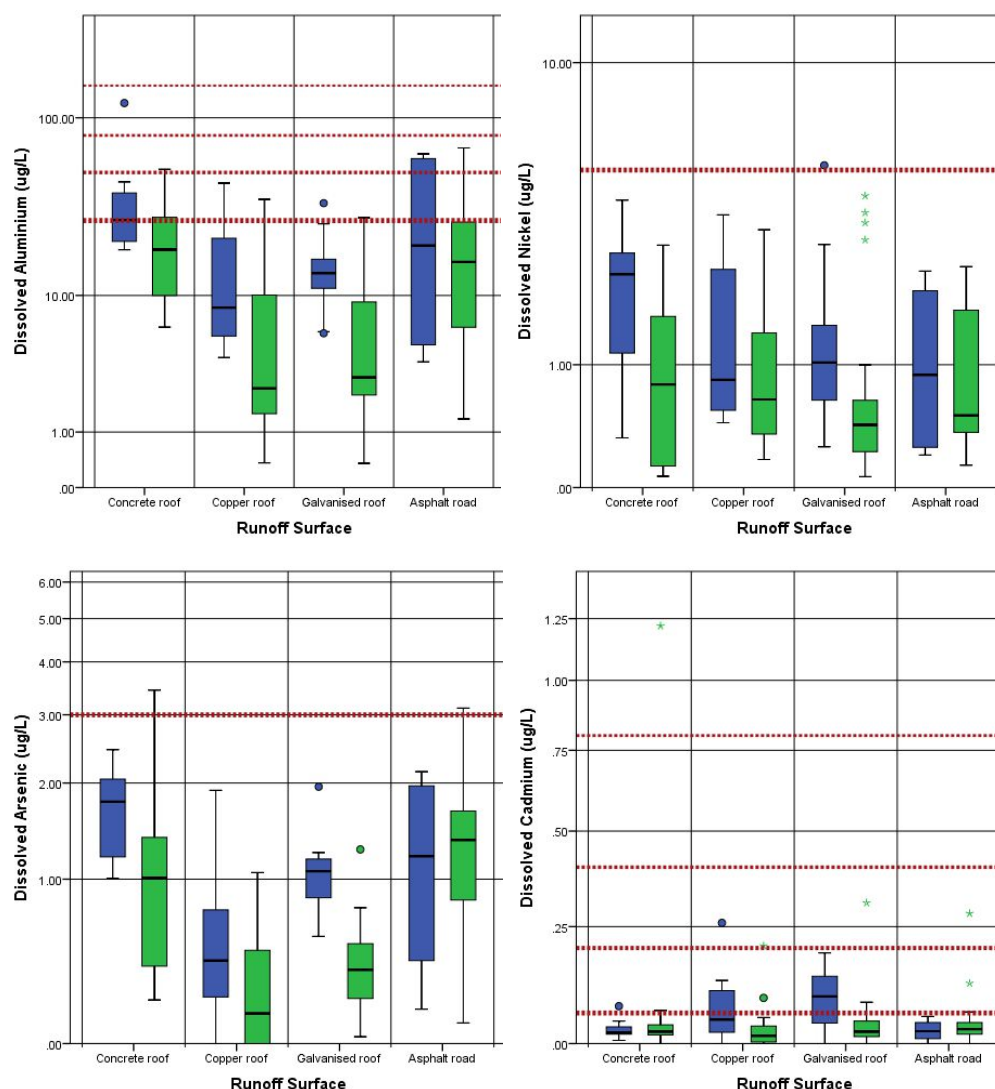 Dissolved Aluminium (ug/L)
100.00
10.00
1.00
.00
Concrete roof Copper roof Galvanised roof Asphalt road
Runoff Surface
Dissolved Nickel (ug/L)
10.00
1.00
.00
Concrete roof Copper roof Galvanised roof Asphalt road
Runoff Surface
Dissolved Arsenic (ug/L)
6.00
5.00
4.00
3.00
2.00
1.00
.00
Concrete roof Copper roof Galvanised roof Asphalt road
Runoff Surface
Dissolved Cadmium (ug/L)
1.25
1.00
0.75
.50
.25
.00
Concrete roof Copper roof Galvanised roof Asphalt road
Runoff Surface